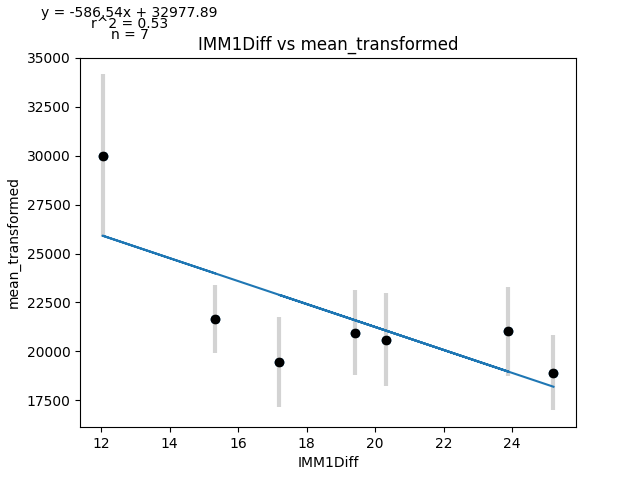 y = -586.54x + 32977.89
r^2 = 0.53
n = 7
IMM1Diff vs mean_transformed
35000
32500
30000
27500
25000
22500
20000
17500
mean_transformed
12 14 16 18 20 22 24
IMM1Diff